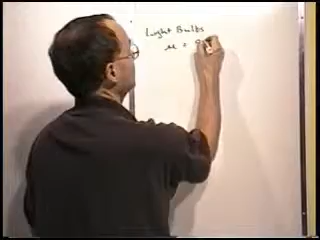 Light Bulbs
μ =